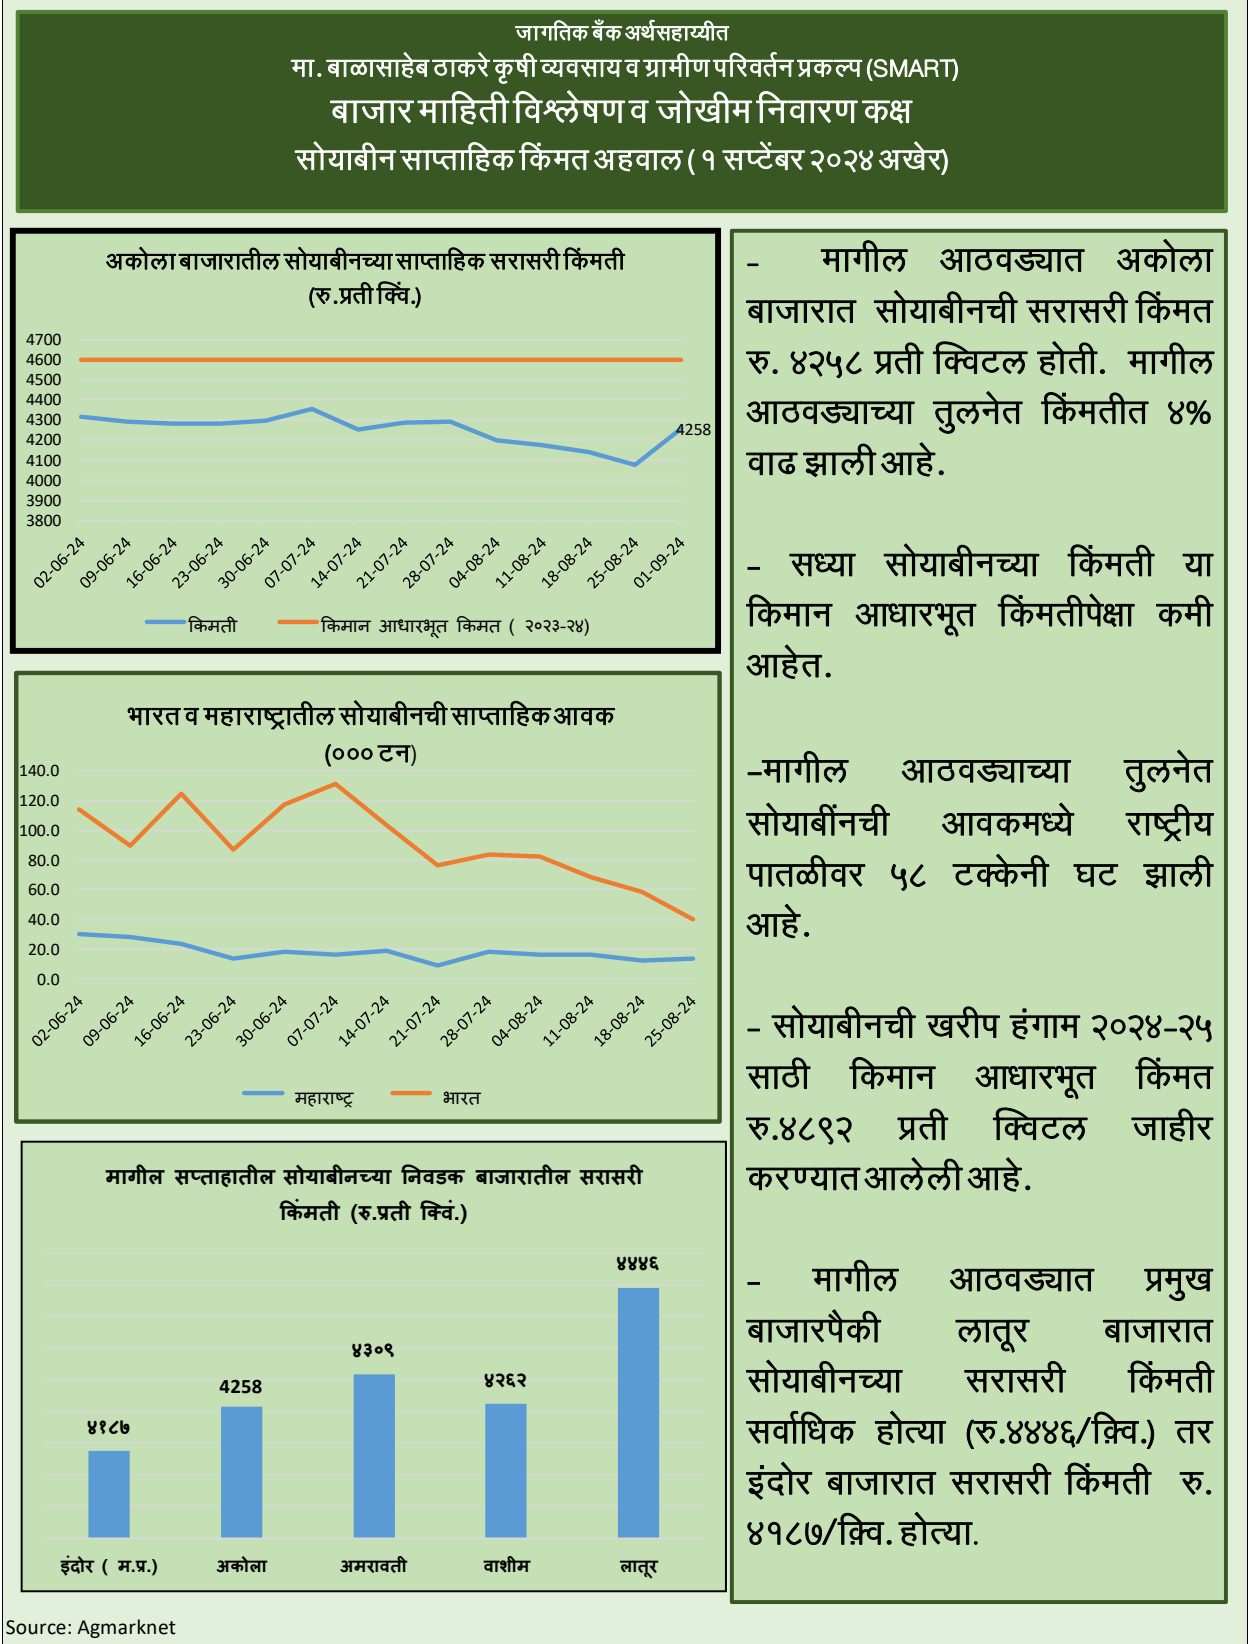 जागतिक बँक अर्थसहाय्यीत
मा. बाळासाहेब ठाकरे कृषी व्यवसाय व ग्रामीण परिवर्तन प्रकल्प (SMART)
बाजार माहिती विश्लेषण व जोखीम निवारण कक्ष
सोयाबीन साप्ताहिक किंमत अहवाल ( १ सप्टेंबर २०२४ अखेर)
अकोला बाजारातील सोयाबीनच्या साप्ताहिक सरासरी किंमती
(रु.प्रती क्विं.)
4700
4600
4500
4400
4300
4200
4100
4000
3900
3800
4258
02-06-24 09-06-24 16-06-24 23-06-24 30-06-24 07-07-24 14-07-24 21-07-24 28-07-24 04-08-24 11-08-24 18-08-24 25-08-24 01-09-24
किमती किमान आधारभूत किमत ( २०२३-२४)
भारत व महाराष्ट्रातील सोयाबीनची साप्ताहिक आवक
(००० टन)
140.0
120.0
100.0
80.0
60.0
40.0
20.0
0.0
02-06-24 09-06-24 16-06-24 23-06-24 30-06-24 07-07-24 14-07-24 21-07-24 28-07-24 04-08-24 11-08-24 18-08-24 25-08-24
महाराष्ट्र भारत
मागील सप्ताहातील सोयाबीनच्या निवडक बाजारातील सरासरी
किंमती (रु.प्रती क्विं.)
४१८७ 4258 ४३०९ ४२६२ ४४४६
इंदोर ( म.प्र.) अकोला अमरावती वाशीम लातूर
- मागील आठवड्यात अकोला
बाजारात सोयाबीनची सरासरी किंमत
रु. ४२५८ प्रती क्विटल होती. मागील
आठवड्याच्या तुलनेत किंमतीत ४%
वाढ झाली आहे.
- सध्या सोयाबीनच्या किंमती या
किमान आधारभूत किंमतीपेक्षा कमी
आहेत.
-मागील आठवड्याच्या तुलनेत
सोयाबींनची आवकमध्ये राष्ट्रीय
पातळीवर ५८ टक्केनी घट झाली
आहे.
- सोयाबीनची खरीप हंगाम २०२४-२५
साठी किमान आधारभूत किंमत
रु.४८९२ प्रती क्विटल जाहीर
करण्यात आलेली आहे.
- मागील आठवड्यात प्रमुख
बाजारपैकी लातूर बाजारात
सोयाबीनच्या सरासरी किंमती
सर्वाधिक होत्या (रु.४४४६/क़्वि.) तर
इंदोर बाजारात सरासरी किंमती रु.
४१८७/क़्वि. होत्या.
Source: Agmarknet